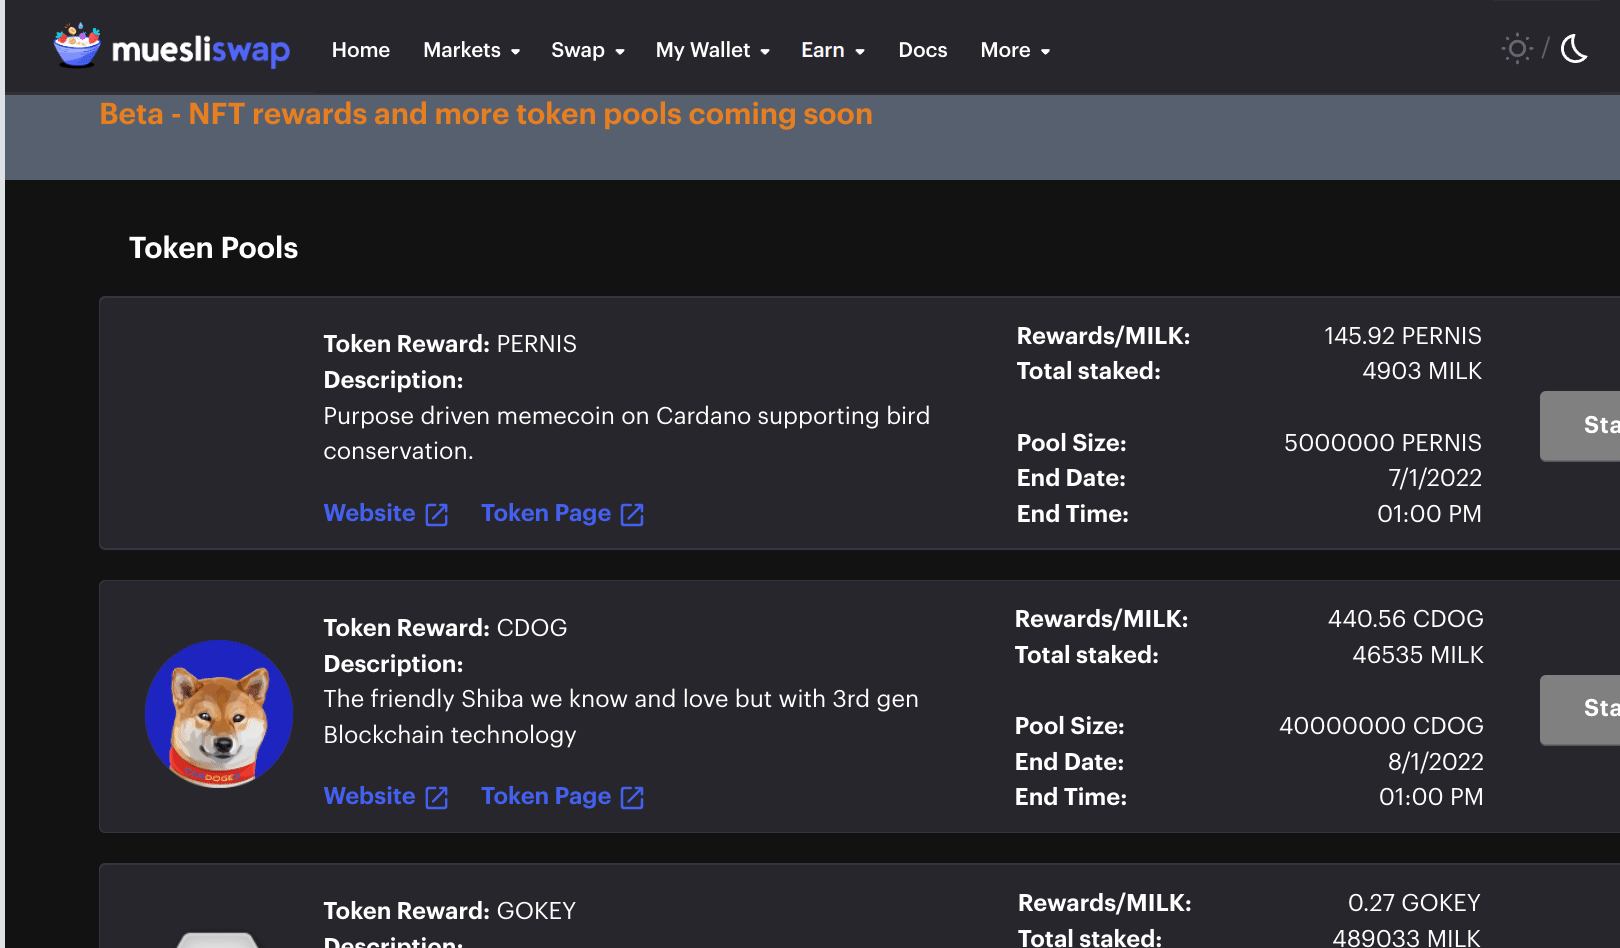 muesliswap Home Markets Swap My Wallet Earn Docs More /
Beta - NFT rewards and more token pools coming soon
Token Pools
Token Reward: PERNIS
Description:
Purpose driven memecoin on Cardano supporting bird
conservation.
Website Token Page
Rewards/MILK: 145.92 PERNIS
Total staked: 4903 MILK
Pool Size: 5000000 PERNIS
End Date: 7/1/2022
End Time: 01:00 PM
Sta
Token Reward: CDOG
Description:
The friendly Shiba we know and love but with 3rd gen
Blockchain technology
Website Token Page
Rewards/MILK: 440.56 CDOG
Total staked: 46535 MILK
Pool Size: 40000000 CDOG
End Date: 8/1/2022
End Time: 01:00 PM
Sta
Token Reward: GOKEY
Description:
Rewards/MILK: 0.27 GOKEY
Total staked: 489033 MILK